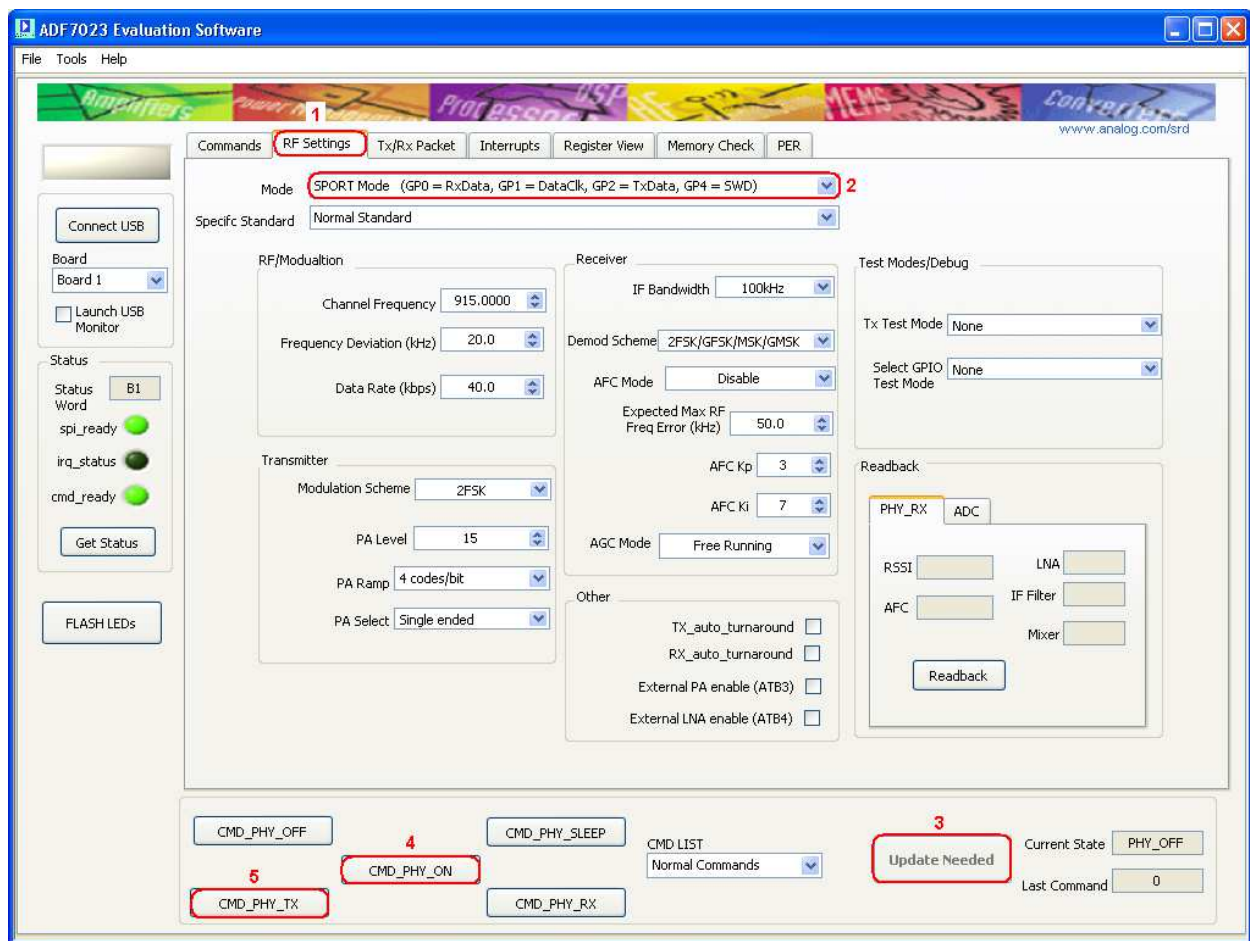 ADF7023 Evaluation Software
File Tools Help
Amplifiers Power Processor DSP RF MEMS Converters
www.analog.com/srd
1
Commands RF Settings Tx/Rx Packet Interrupts Register View Memory Check PER
Mode SPORT Mode (GP0 = RxData, GP1 = DataClk, GP2 = TxData, GP4 = SWD) 2
Specifc Standard Normal Standard
Connect USB
Board
Board 1
Launch USB
Monitor
Status
Status
Word
B1
spi_ready
irq_status
cmd_ready
Get Status
FLASH LEDs
RF/Modualtion
Channel Frequency 915.0000
Frequency Deviation (kHz) 20.0
Data Rate (kbps) 40.0
Transmitter
Modulation Scheme 2FSK
PA Level 15
PA Ramp 4 codes/bit
PA Select Single ended
Receiver
IF Bandwidth 100kHz
Demod Scheme 2FSK/GFSK/MSK/GMSK
AFC Mode Disable
Expected Max RF
Freq Error (kHz) 50.0
AFC Kp 3
AFC Ki 7
AGC Mode Free Running
Other
TX_auto_turnaround
RX_auto_turnaround
External PA enable (ATB3)
External LNA enable (ATB4)
Test Modes/Debug
Tx Test Mode None
Select GPIO
Test Mode
None
Readback
PHY_RX ADC
RSSI
LNA
AFC
IF Filter
Mixer
Readback
CMD_PHY_OFF
4
CMD_PHY_ON
5
CMD_PHY_TX
CMD_PHY_SLEEP
CMD_PHY_RX
CMD LIST
Normal Commands
3
Update Needed
Current State PHY_OFF
Last Command 0